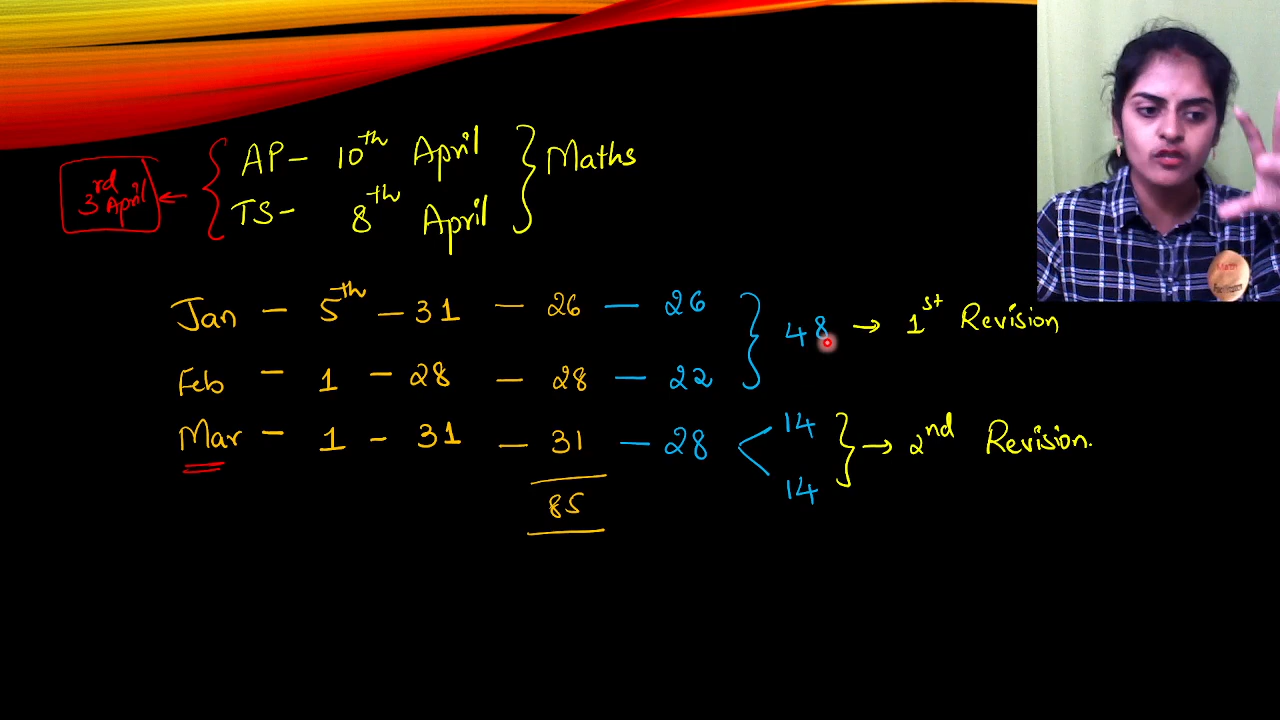 AP - 10th April } Maths
3rd April ← { TS - 8th April
Jan - 5th - 31 - 26 - 26
} 48 → 1st Revision
Feb - 1 - 28 - 28 - 22
Mar - 1 - 31 - 31 - 28 < 14 } → 2nd Revision.
14
85